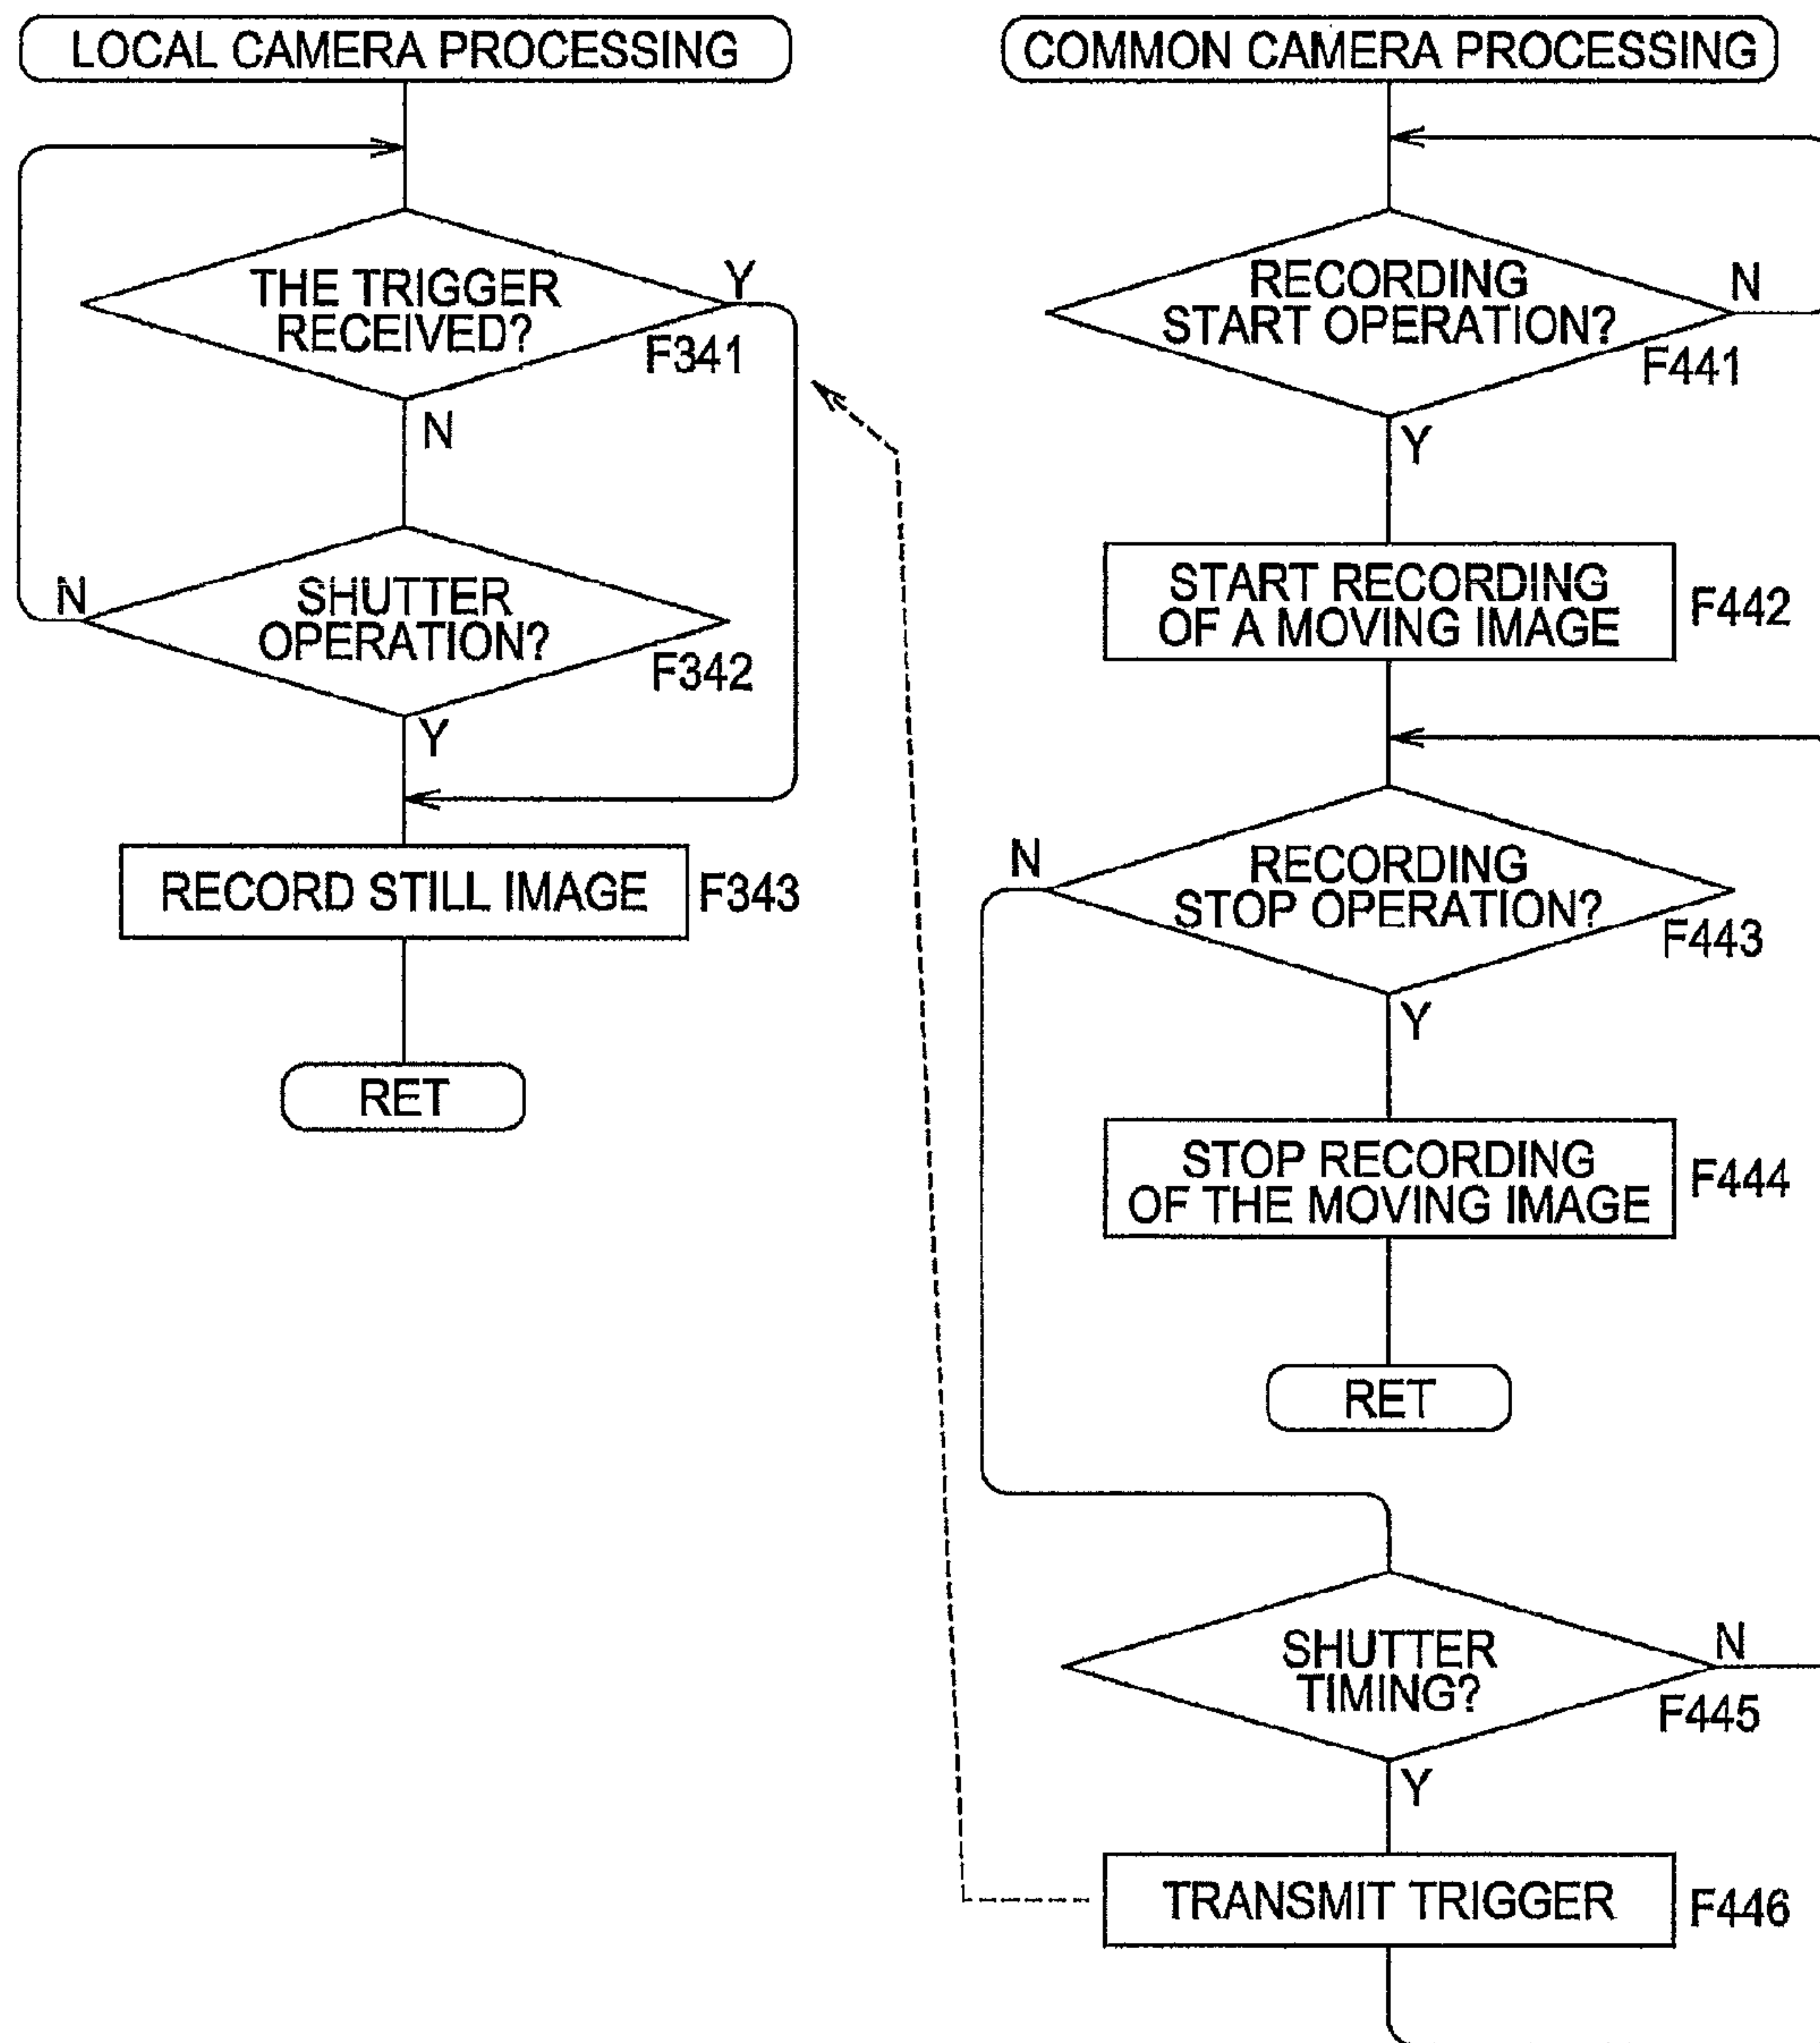 LOCAL CAMERA PROCESSING
THE TRIGGER
RECEIVED?
Y
F341
N
SHUTTER
OPERATION?
N
F342
Y
RECORD STILL IMAGE
F343
RET
COMMON CAMERA PROCESSING
RECORDING
START OPERATION?
N
F441
Y
START RECORDING
OF A MOVING IMAGE
F442
N
RECORDING
STOP OPERATION?
F443
Y
STOP RECORDING
OF THE MOVING IMAGE
F444
RET
SHUTTER
TIMING?
N
F445
Y
TRANSMIT TRIGGER
F446